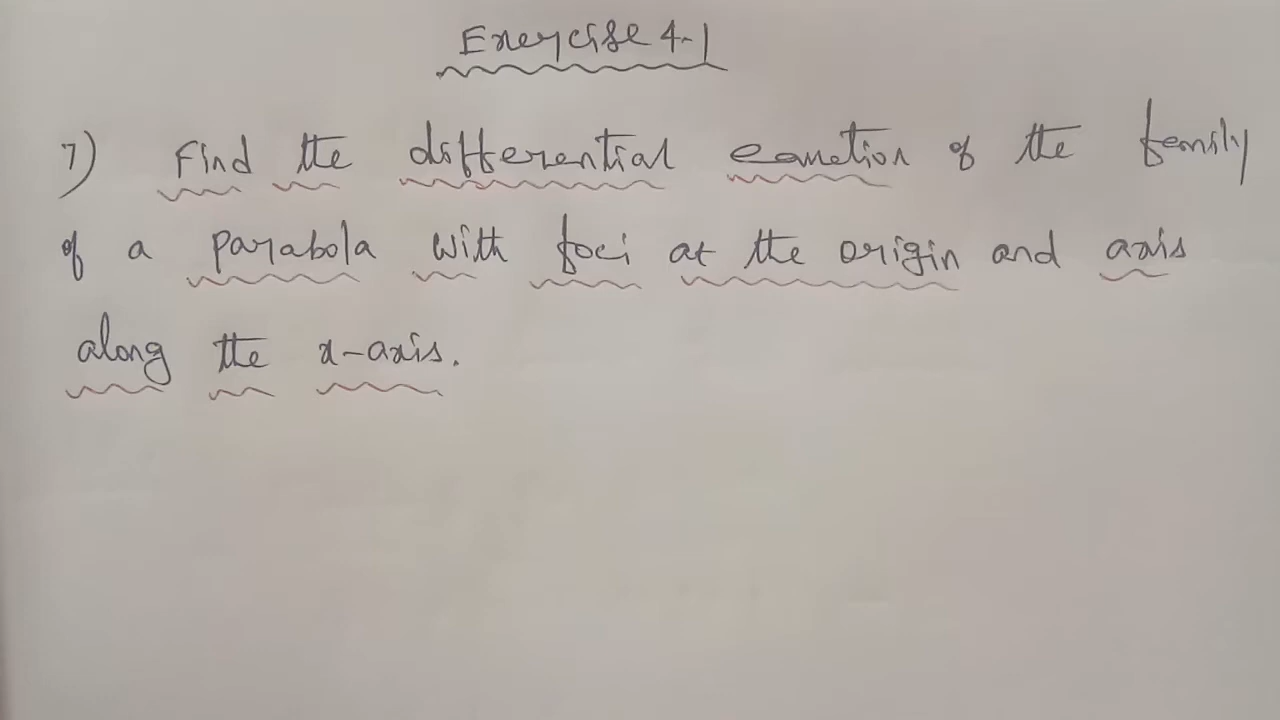 Exercise 4-1
7) Find the differential equation of the family
of a parabola with foci at the origin and axis
along the x-axis.